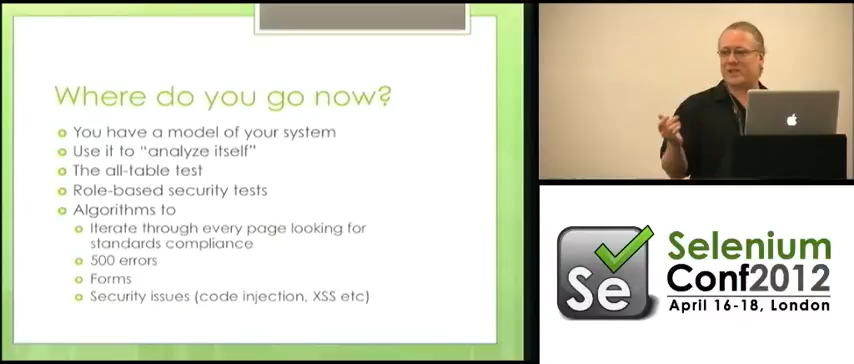 Where do you go now?
You have a model of your system
Use it to “analyze itself”
The all-table test
Role-based security tests
Algorithms to
Iterate through every page looking for
standards compliance
500 errors
Forms
Security issues (code injection, XSS etc)
Se
Selenium
Conf2012
April 16-18, London